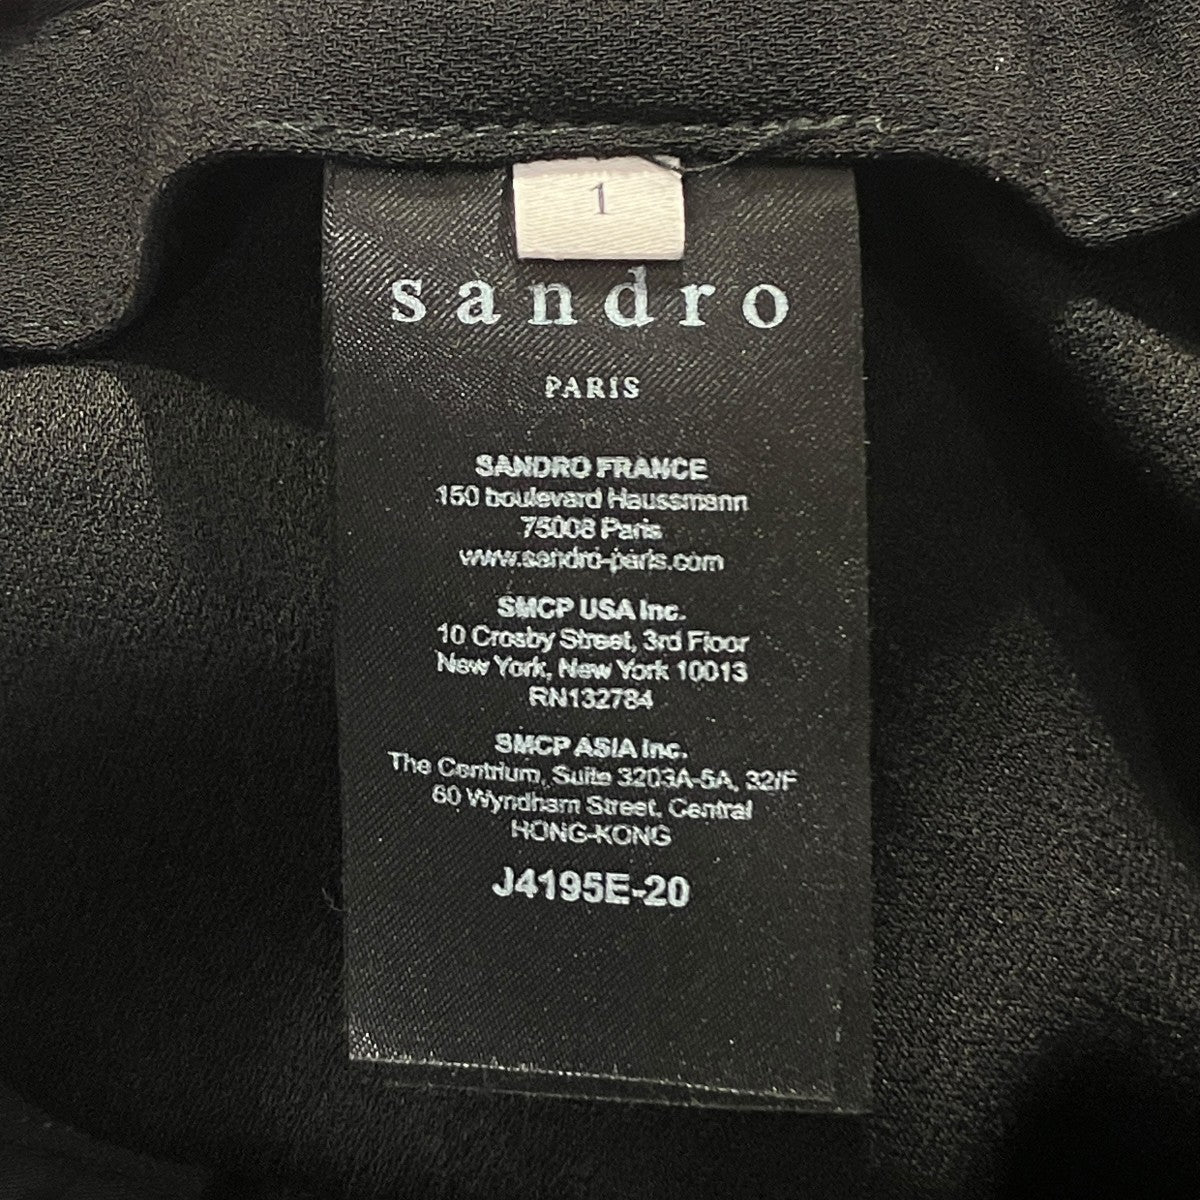 1
sandro
PARIS
SANDRO FRANCE
150 boulevard Haussmann
75008 Paris
www.sandro-paris.com
SMCP USA Inc.
10 Crosby Street, 3rd Floor
New York, New York 10013
RN132784
SMCP ASIA Inc.
The Centrium, Suite 3203A-5A, 32/F
60 Wyndham Street, Central
HONG-KONG
J4195E-20